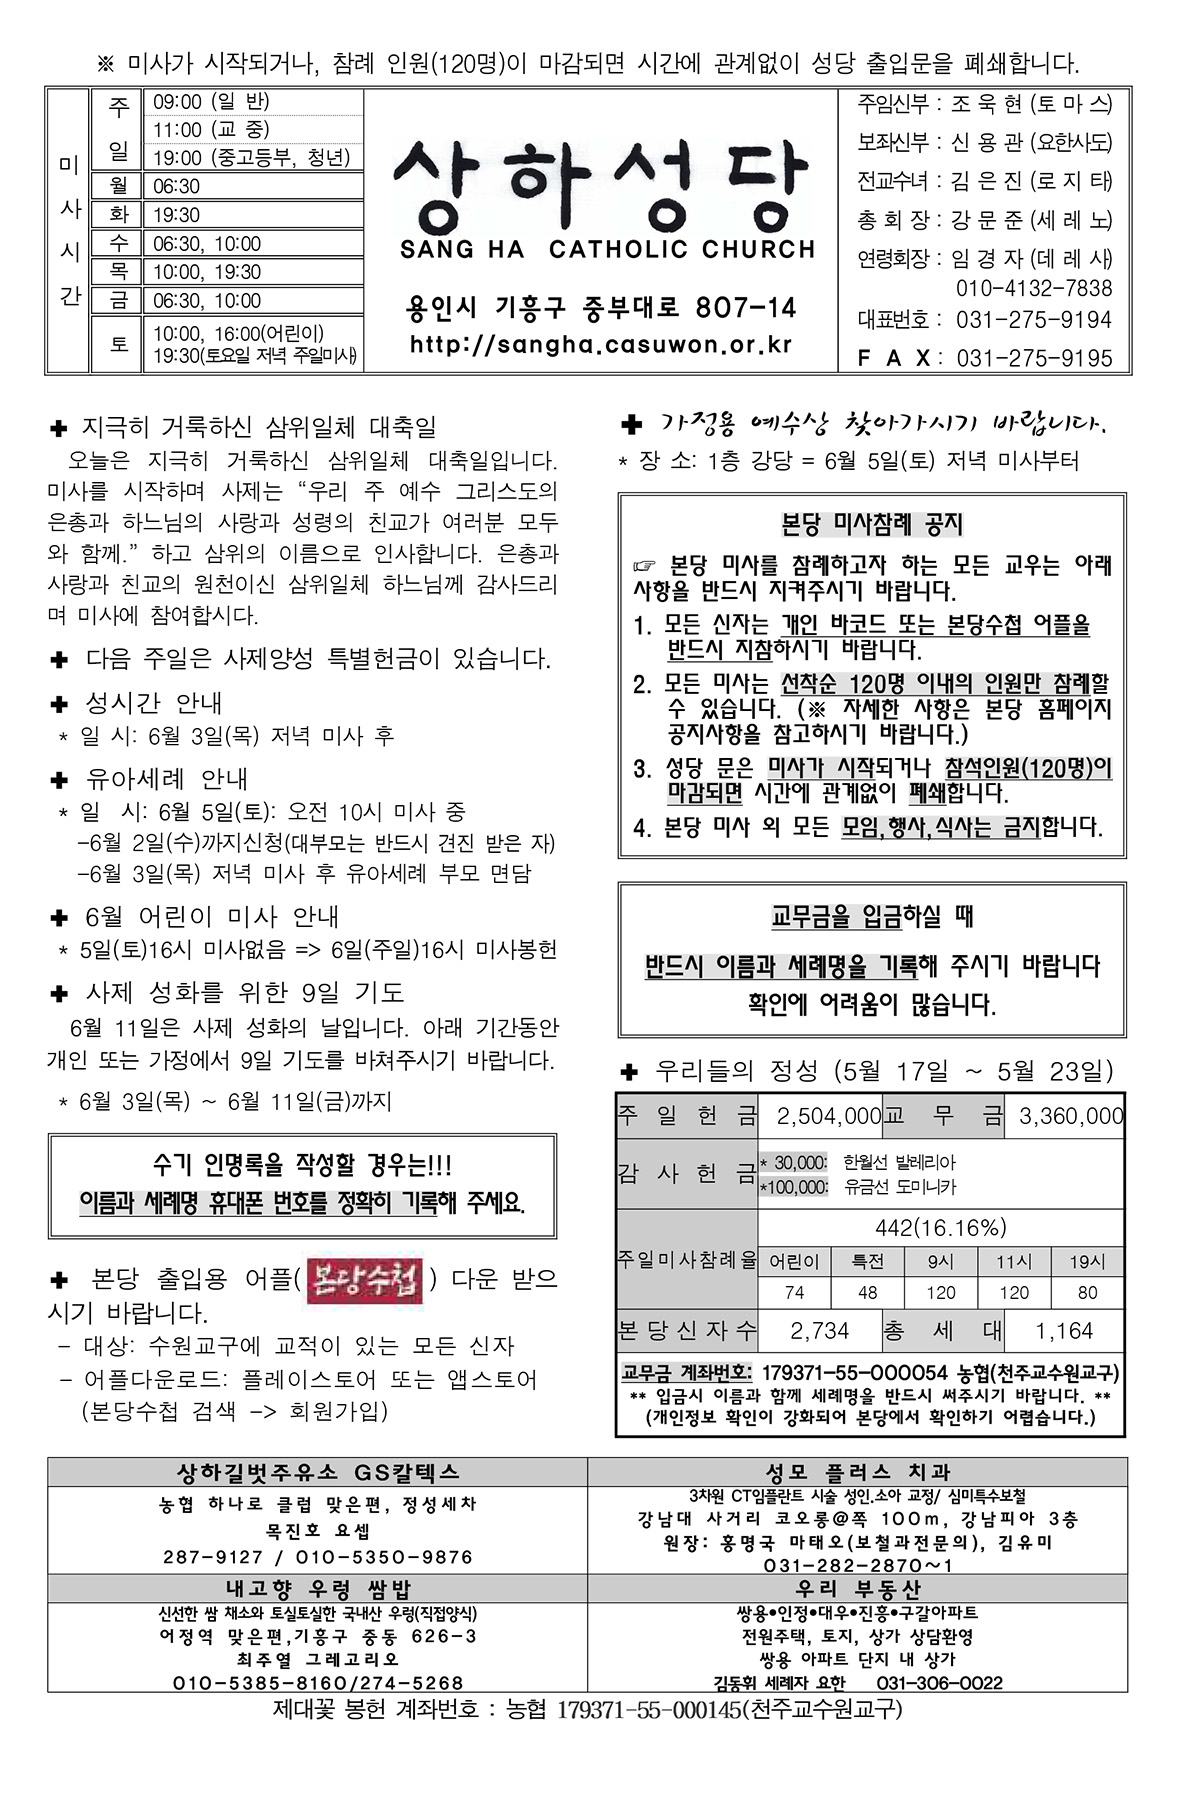 ※ 미사가 시작되거나, 참례 인원(120명)이 마감되면 시간에 관계없이 성당 출입문을 폐쇄합니다.
미사시간
주일
09:00 (일 반)
11:00 (교 중)
19:00 (중고등부, 청년)
월 06:30
화 19:30
수 06:30, 10:00
목 10:00, 19:30
금 06:30, 10:00
토 10:00, 16:00(어린이)
19:30(토요일 저녁 주일미사)
상하성당
SANG HA CATHOLIC CHURCH
용인시 기흥구 중부대로 807-14
http://sangha.casuwon.or.kr
주임신부 : 조 욱 현 (토 마 스)
보좌신부 : 신 용 관 (요한사도)
전교수녀 : 김 은 진 (로 지 타)
총 회 장 : 강 문 준 (세 레 노)
연령회장 : 임 경 자 (데 레 사)
010-4132-7838
대표번호 : 031-275-9194
F A X : 031-275-9195
✚ 지극히 거룩하신 삼위일체 대축일
오늘은 지극히 거룩하신 삼위일체 대축일입니다.
미사를 시작하며 사제는 “우리 주 예수 그리스도의
은총과 하느님의 사랑과 성령의 친교가 여러분 모두
와 함께.” 하고 삼위의 이름으로 인사합니다. 은총과
사랑과 친교의 원천이신 삼위일체 하느님께 감사드리
며 미사에 참여합시다.
✚ 다음 주일은 사제양성 특별헌금이 있습니다.
✚ 성시간 안내
* 일 시: 6월 3일(목) 저녁 미사 후
✚ 유아세례 안내
* 일 시: 6월 5일(토): 오전 10시 미사 중
-6월 2일(수)까지신청(대부모는 반드시 견진 받은 자)
-6월 3일(목) 저녁 미사 후 유아세례 부모 면담
✚ 6월 어린이 미사 안내
* 5일(토)16시 미사없음 => 6일(주일)16시 미사봉헌
✚ 사제 성화를 위한 9일 기도
6월 11일은 사제 성화의 날입니다. 아래 기간동안
개인 또는 가정에서 9일 기도를 바쳐주시기 바랍니다.
* 6월 3일(목) ~ 6월 11일(금)까지
수기 인명록을 작성할 경우는!!!
이름과 세례명 휴대폰 번호를 정확히 기록해 주세요.
✚ 본당 출입용 어플( 본당수첩 ) 다운 받으
시기 바랍니다.
- 대상: 수원교구에 교적이 있는 모든 신자
- 어플다운로드: 플레이스토어 또는 앱스토어
(본당수첩 검색 -> 회원가입)
✚ 가정용 예수상 찾아가시기 바랍니다.
* 장 소: 1층 강당 = 6월 5일(토) 저녁 미사부터
본당 미사참례 공지
☞ 본당 미사를 참례하고자 하는 모든 교우는 아래
사항을 반드시 지켜주시기 바랍니다.
1. 모든 신자는 개인 바코드 또는 본당수첩 어플을
반드시 지참하시기 바랍니다.
2. 모든 미사는 선착순 120명 이내의 인원만 참례할
수 있습니다. (※ 자세한 사항은 본당 홈페이지
공지사항을 참고하시기 바랍니다.)
3. 성당 문은 미사가 시작되거나 참석인원(120명)이
마감되면 시간에 관계없이 폐쇄합니다.
4. 본당 미사 외 모든 모임,행사,식사는 금지합니다.
교무금을 입금하실 때
반드시 이름과 세례명을 기록해 주시기 바랍니다
확인에 어려움이 많습니다.
✚ 우리들의 정성 (5월 17일 ~ 5월 23일)
주 일 헌 금 2,504,000 교 무 금 3,360,000
감 사 헌 금
* 30,000: 한월선 발레리아
*100,000: 유금선 도미니카
주일미사참례율
442(16.16%)
어린이 특전 9시 11시 19시
74 48 120 120 80
본 당 신 자 수 2,734 총 세 대 1,164
교무금 계좌번호: 179371-55-000054 농협(천주교수원교구)
** 입금시 이름과 함께 세례명을 반드시 써주시기 바랍니다. **
(개인정보 확인이 강화되어 본당에서 확인하기 어렵습니다.)
상하길벗주유소 GS칼텍스
농협 하나로 클럽 맞은편, 정성세차
목진호 요셉
287-9127 / 010-5350-9876
성모 플러스 치과
3차원 CT임플란트 시술 성인.소아 교정/ 심미특수보철
강남대 사거리 코오롱@쪽 100m, 강남피아 3층
원장: 홍명국 마태오(보철과전문의), 김유미
031-282-2870~1
내고향 우렁 쌈밥
신선한 쌈 채소와 토실토실한 국내산 우렁(직접양식)
어정역 맞은편,기흥구 중동 626-3
최주열 그레고리오
010-5385-8160/274-5268
우리 부동산
쌍용•인정•대우•진흥•구갈아파트
전원주택, 토지, 상가 상담환영
쌍용 아파트 단지 내 상가
김동휘 세례자 요한 031-306-0022
제대꽃 봉헌 계좌번호 : 농협 179371-55-000145(천주교수원교구)